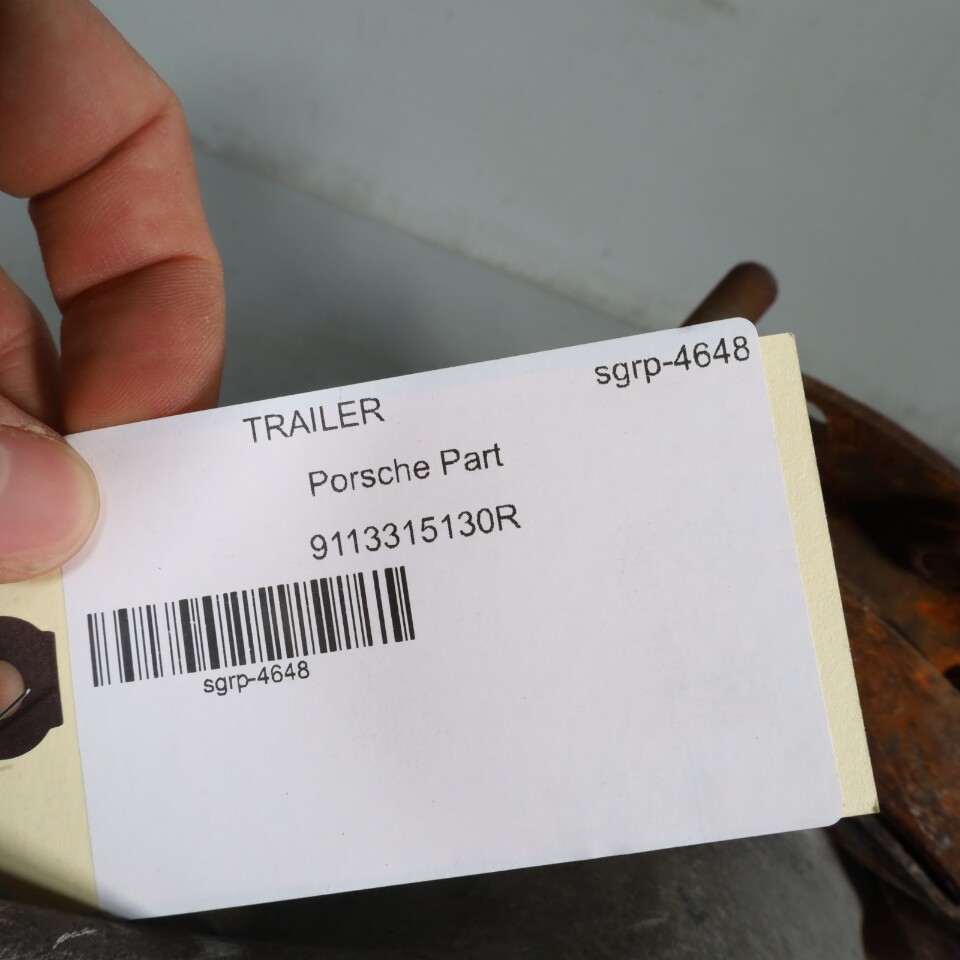 sgrp-4648
TRAILER
Porsche Part
9113315130R
sgrp-4648